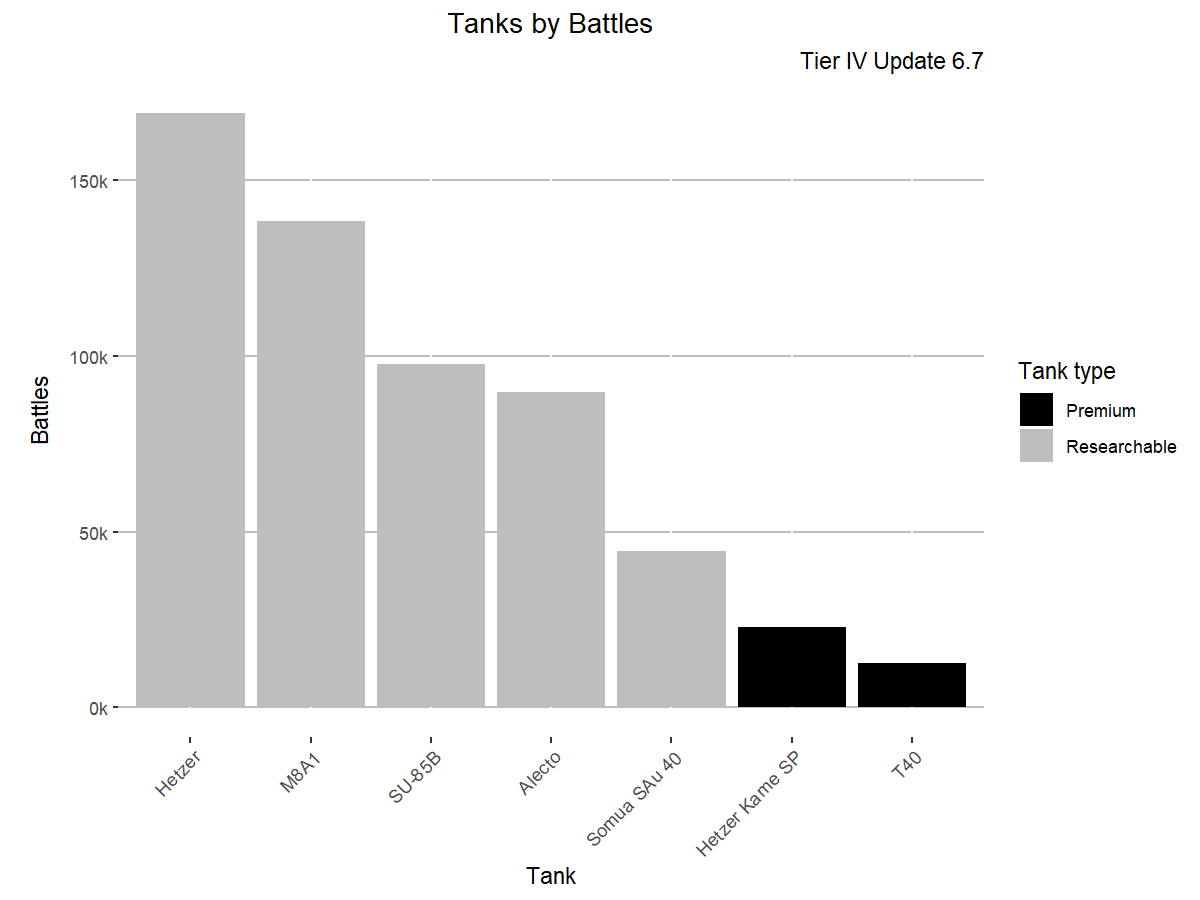 Tanks by Battles
Tier IV Update 6.7
150k
100k
50k
0k
Battles
Hetzer
M8A1
SU-85B
Alecto
Somua SAu 40
Hetzer Kame SP
T40
Tank
Tank type
Premium
Researchable